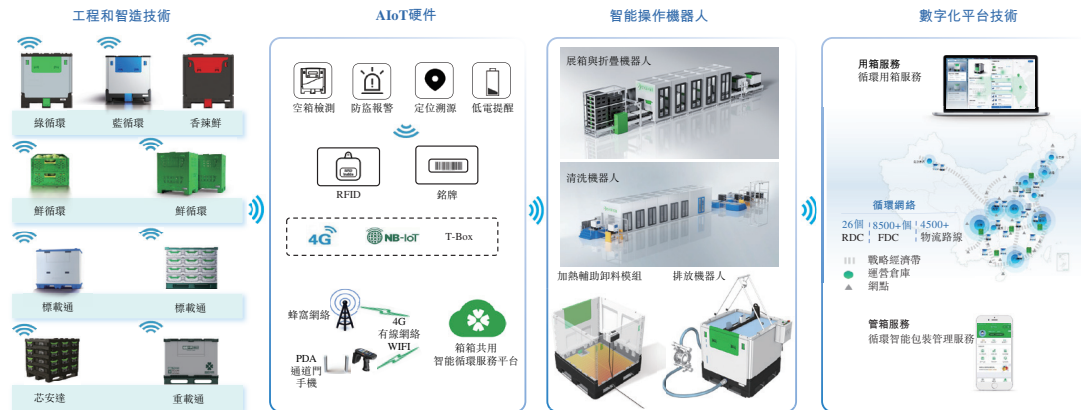 工程和智造技術
綠循環
藍循環
香辣鮮
鮮循環
鮮循環
標載通
標載通
芯安達
重載通
AIoT硬件
空箱檢測
防盜報警
定位溯源
低電提醒
RFID
銘牌
4G
NB-IoT
T-Box
蜂窩網絡
4G
有線網絡
WIFI
PDA
通道門
手機
箱箱共用
智能循環服務平台
智能操作機器人
展箱與折疊機器人
清洗機器人
加熱輔助卸料模組
排放機器人
數字化平台技術
用箱服務
循環用箱服務
循環網絡
26個
RDC
8500+個
FDC
4500+
物流路線
戰略經濟帶
運營倉庫
網點
管箱服務
循環智能包裝管理服務